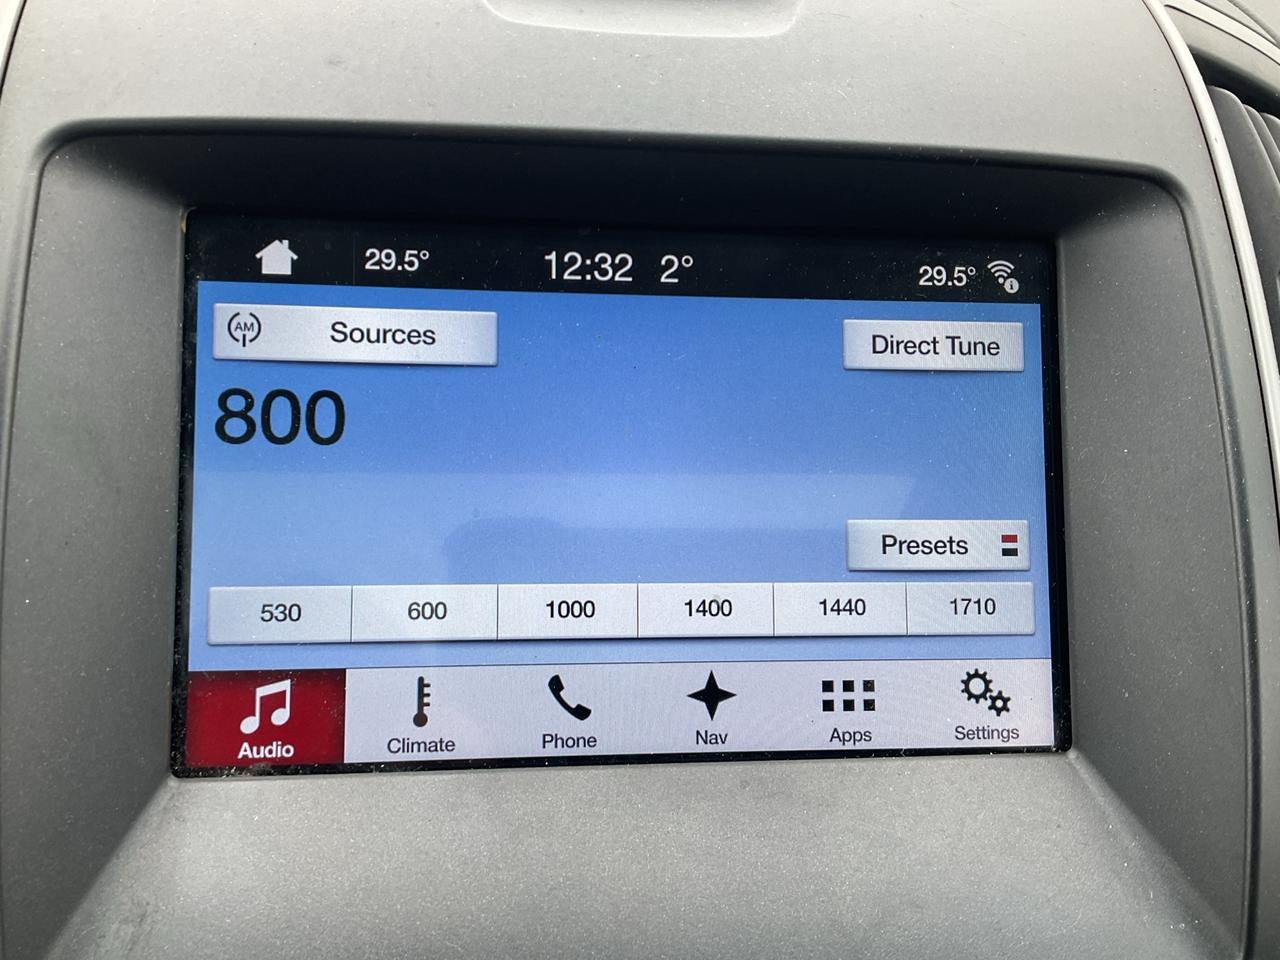 29.5° 12:32 2° 29.5°
AM Sources Direct Tune
800
Presets
530 600 1000 1400 1440 1710
Audio Climate Phone Nav Apps Settings